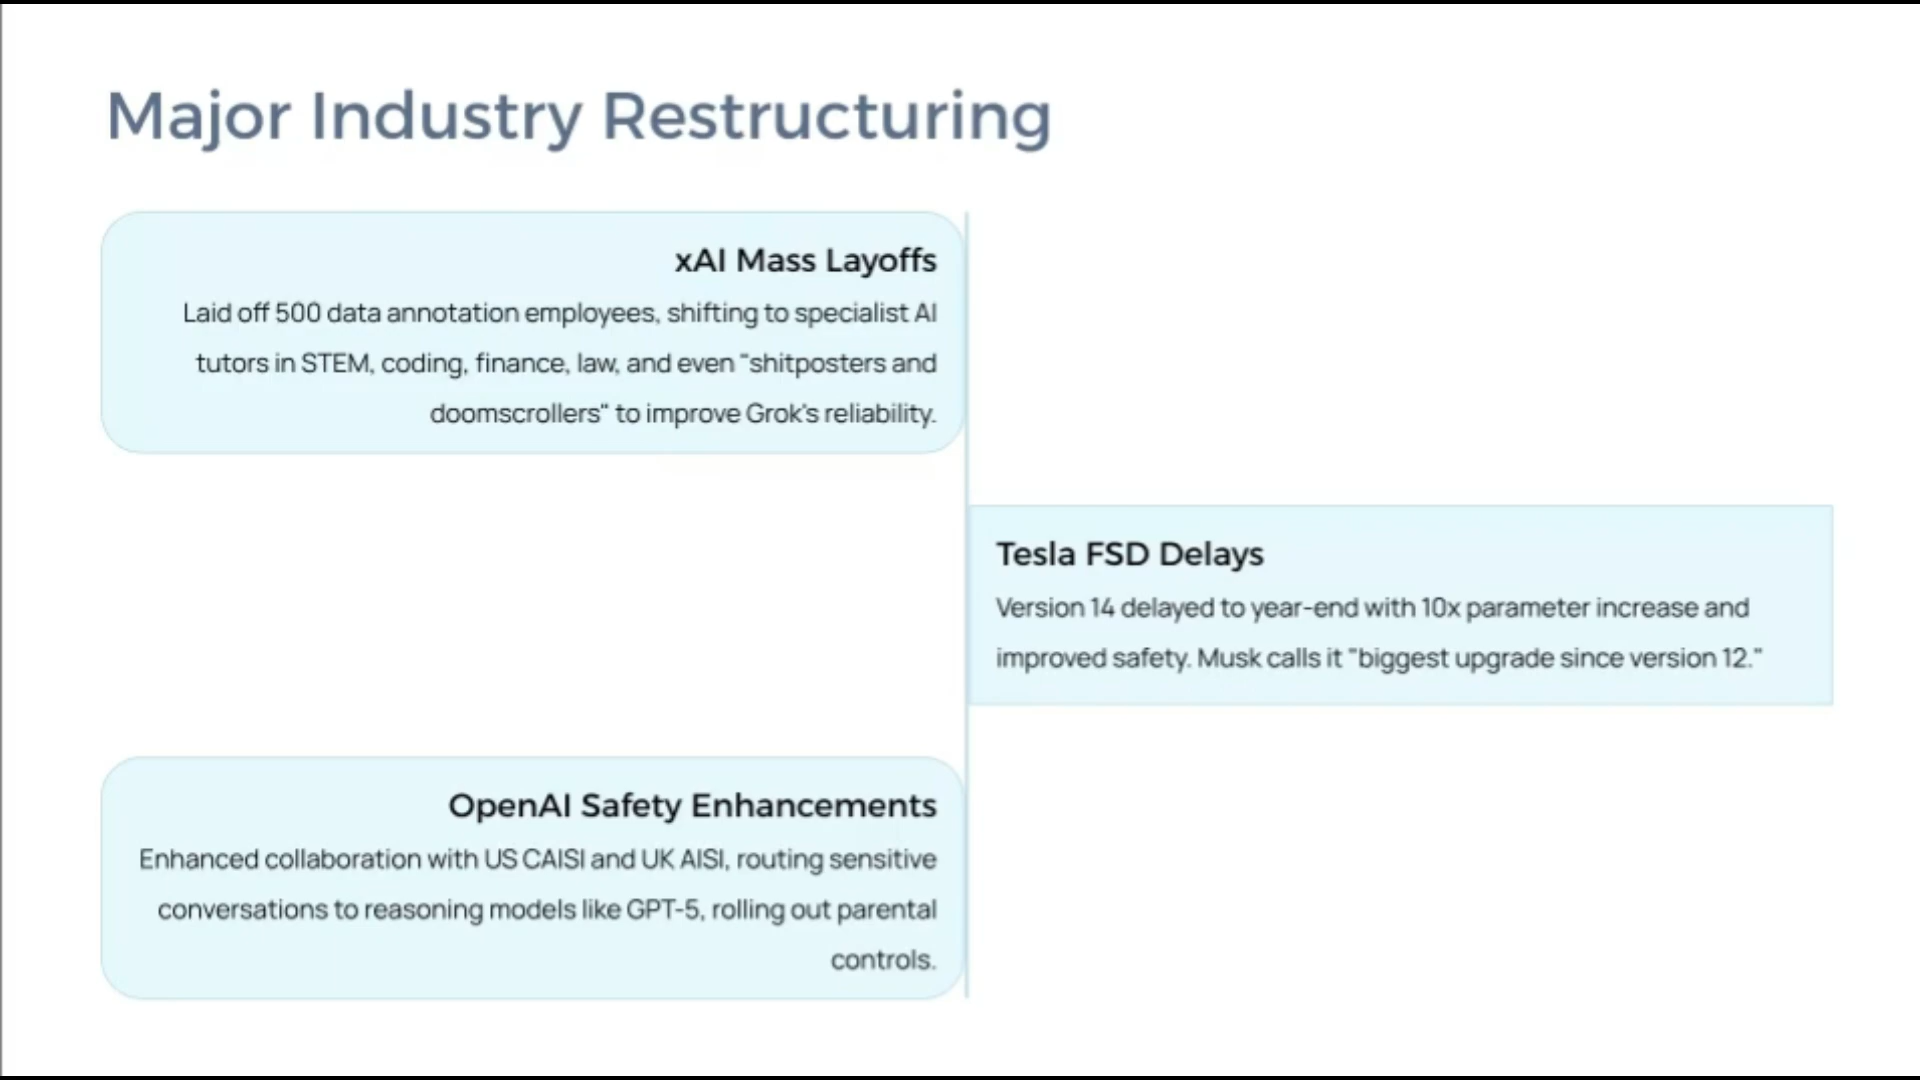 Major Industry Restructuring
xAI Mass Layoffs
Laid off 500 data annotation employees, shifting to specialist AI
tutors in STEM, coding, finance, law, and even "shitposters and
doomscrollers" to improve Grok's reliability.
Tesla FSD Delays
Version 14 delayed to year-end with 10x parameter increase and
improved safety. Musk calls it "biggest upgrade since version 12."
OpenAI Safety Enhancements
Enhanced collaboration with US CAISI and UK AISI, routing sensitive
conversations to reasoning models like GPT-5, rolling out parental
controls.